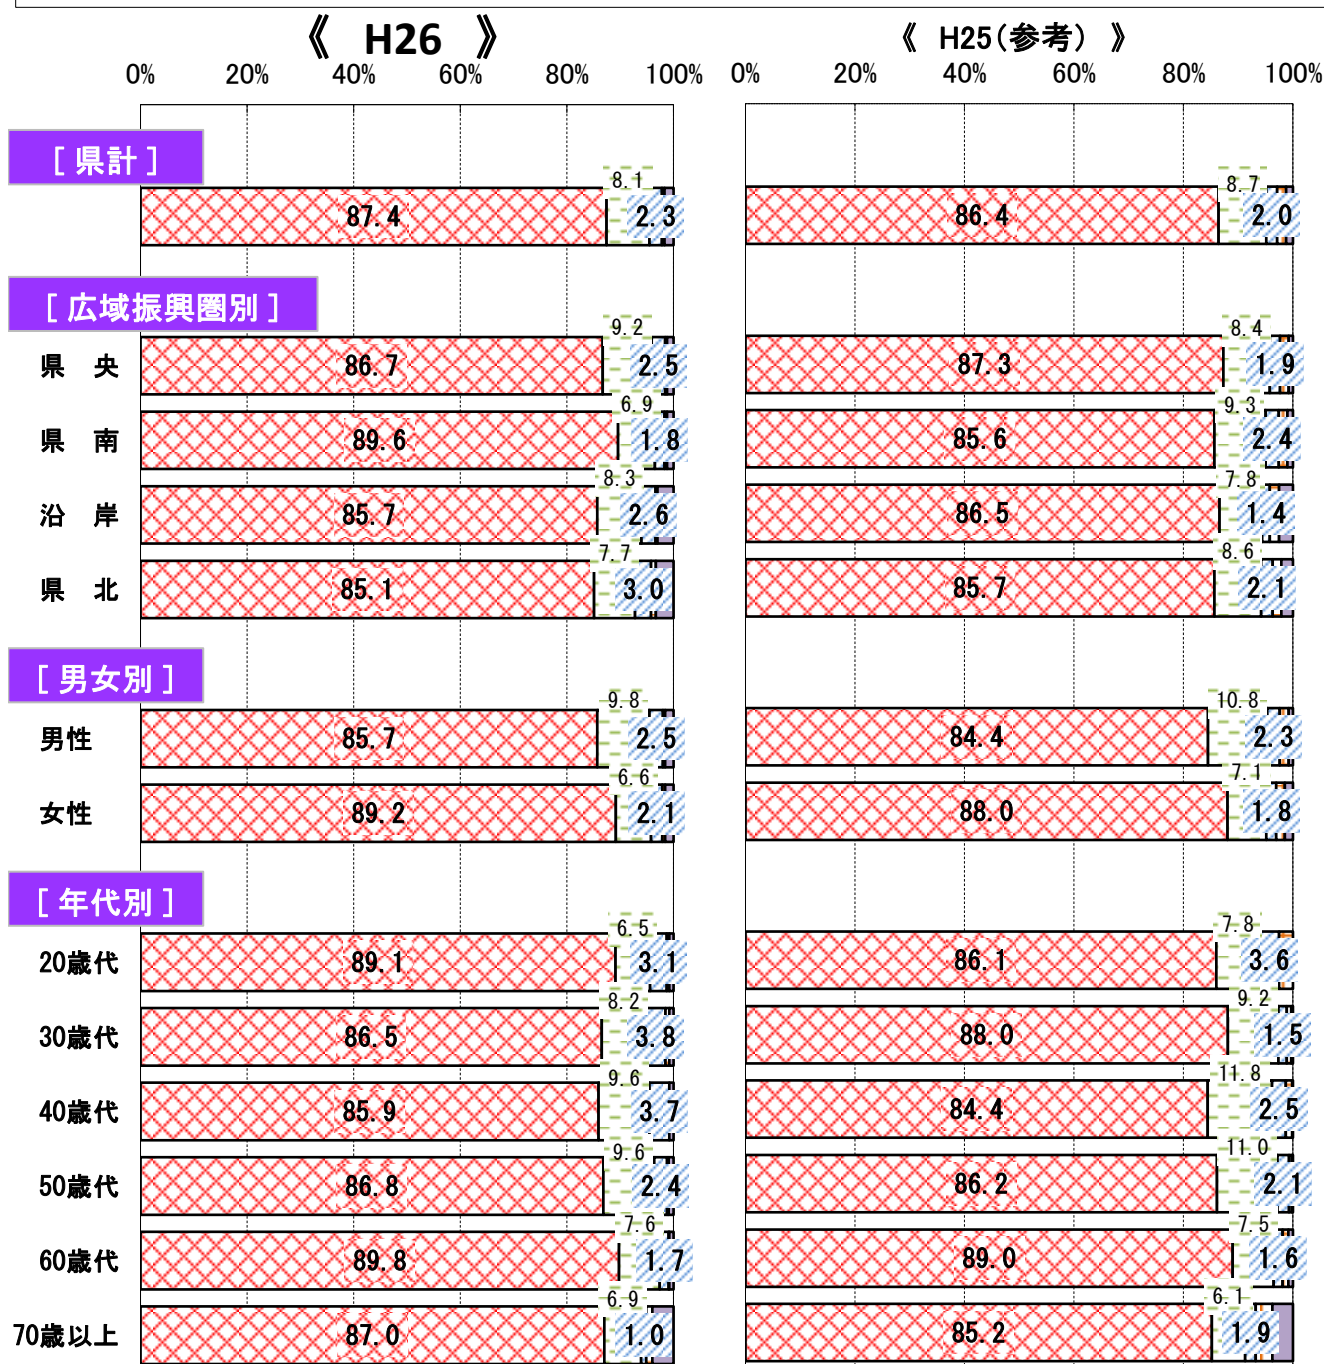 《 H26 》 《 H25(参考) 》
0% 20% 40% 60% 80% 100% 0% 20% 40% 60% 80% 100%
[ 県計 ]
8.1 8.7
87.4 2.3 86.4 2.0
[ 広域振興圏別 ]
9.2 8.4
県 央 86.7 2.5 87.3 1.9
6.9 9.3
県 南 89.6 1.8 85.6 2.4
8.3 7.8
沿 岸 85.7 2.6 86.5 1.4
7.7 8.6
県 北 85.1 3.0 85.7 2.1
[ 男女別 ]
9.8 10.8
男性 85.7 2.5 84.4 2.3
6.6 7.1
女性 89.2 2.1 88.0 1.8
[ 年代別 ]
6.5 7.8
20歳代 89.1 3.1 86.1 3.6
8.2 9.2
30歳代 86.5 3.8 88.0 1.5
9.6 11.8
40歳代 85.9 3.7 84.4 2.5
9.6 11.0
50歳代 86.8 2.4 86.2 2.1
7.6 7.5
60歳代 89.8 1.7 89.0 1.6
6.9 6.1
70歳以上 87.0 1.0 85.2 1.9